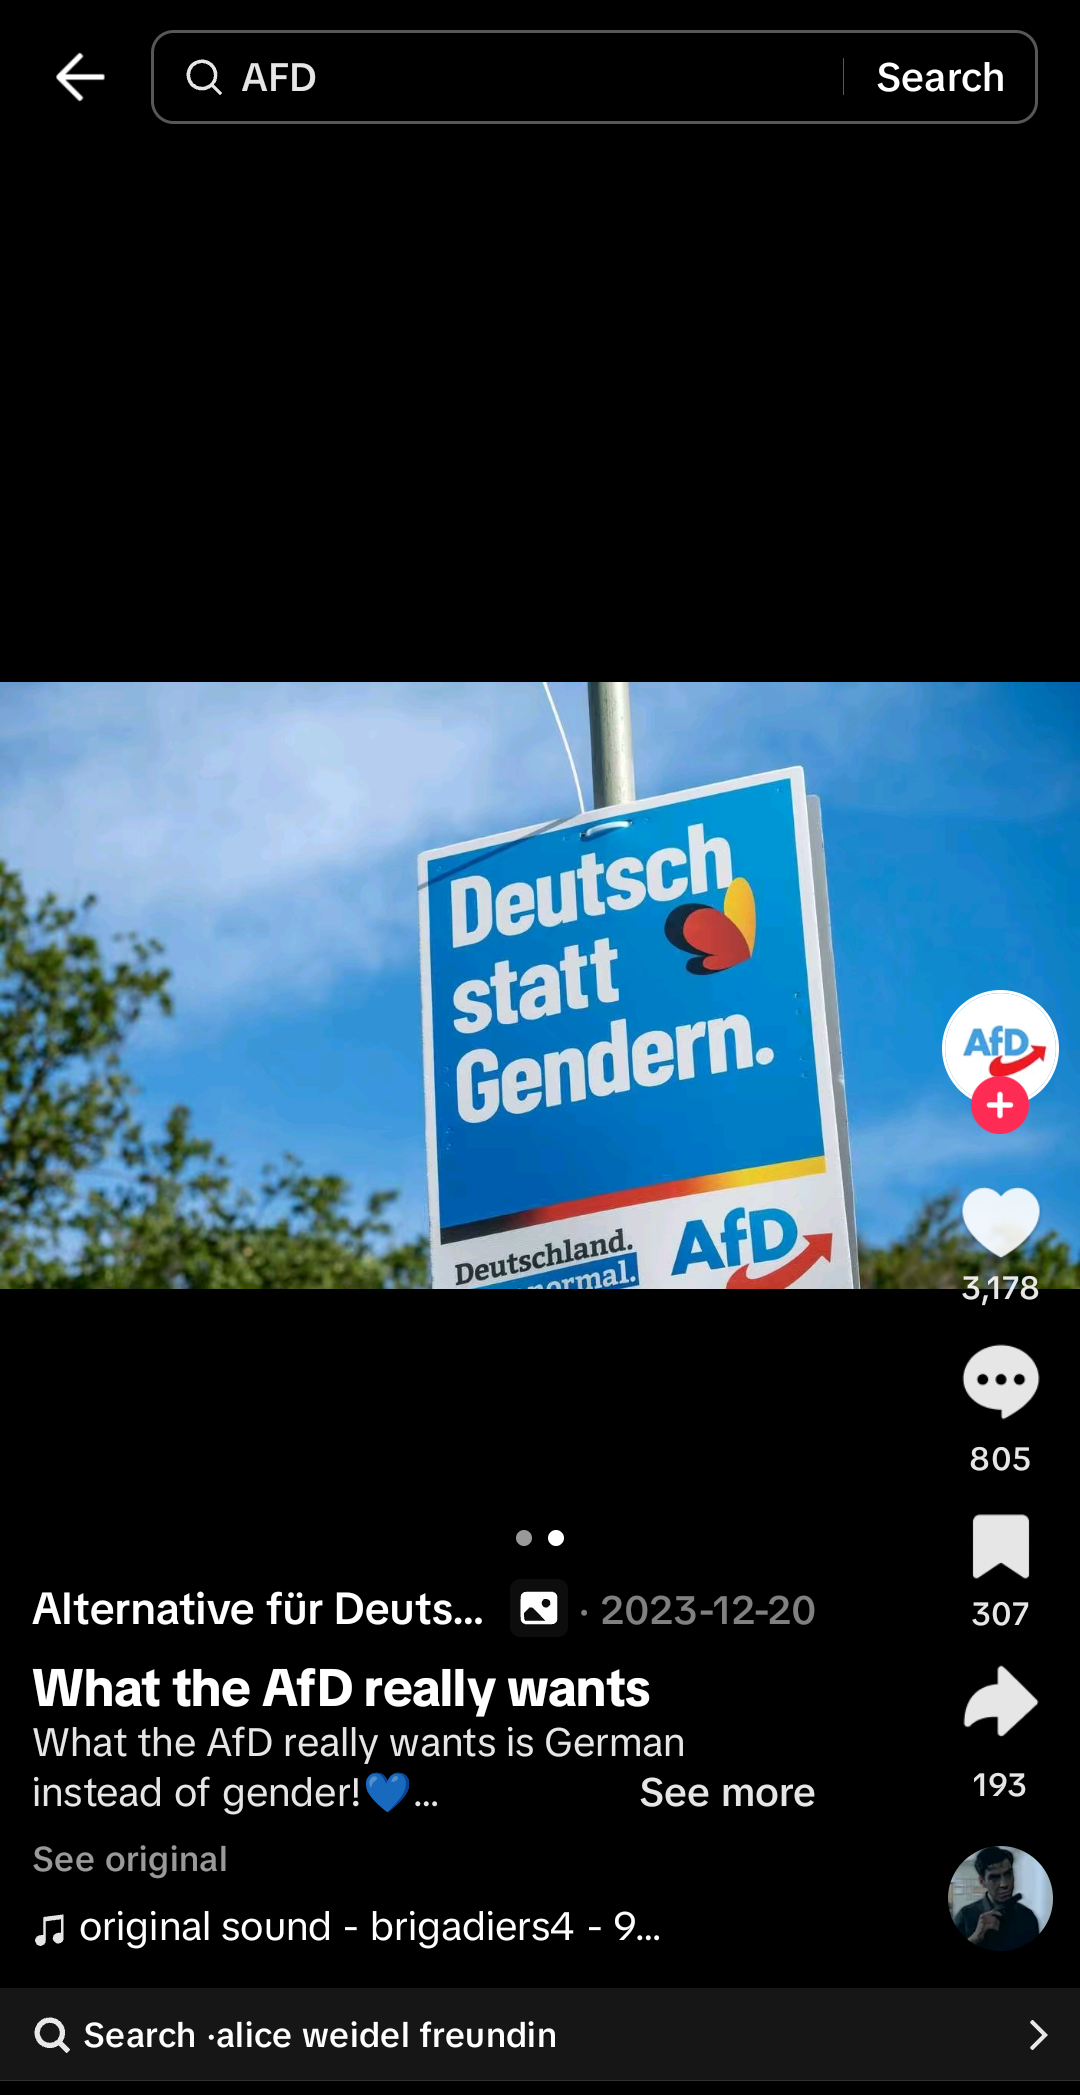 AFD
Search
Deutsch
statt
Gendern.
Deutschland.
normal.
AfD
AfD
3,178
805
307
193
Alternative für Deuts... · 2023-12-20
What the AfD really wants
What the AfD really wants is German
instead of gender!💙... See more
See original
original sound - brigadiers4 - 9...
Search ·alice weidel freundin